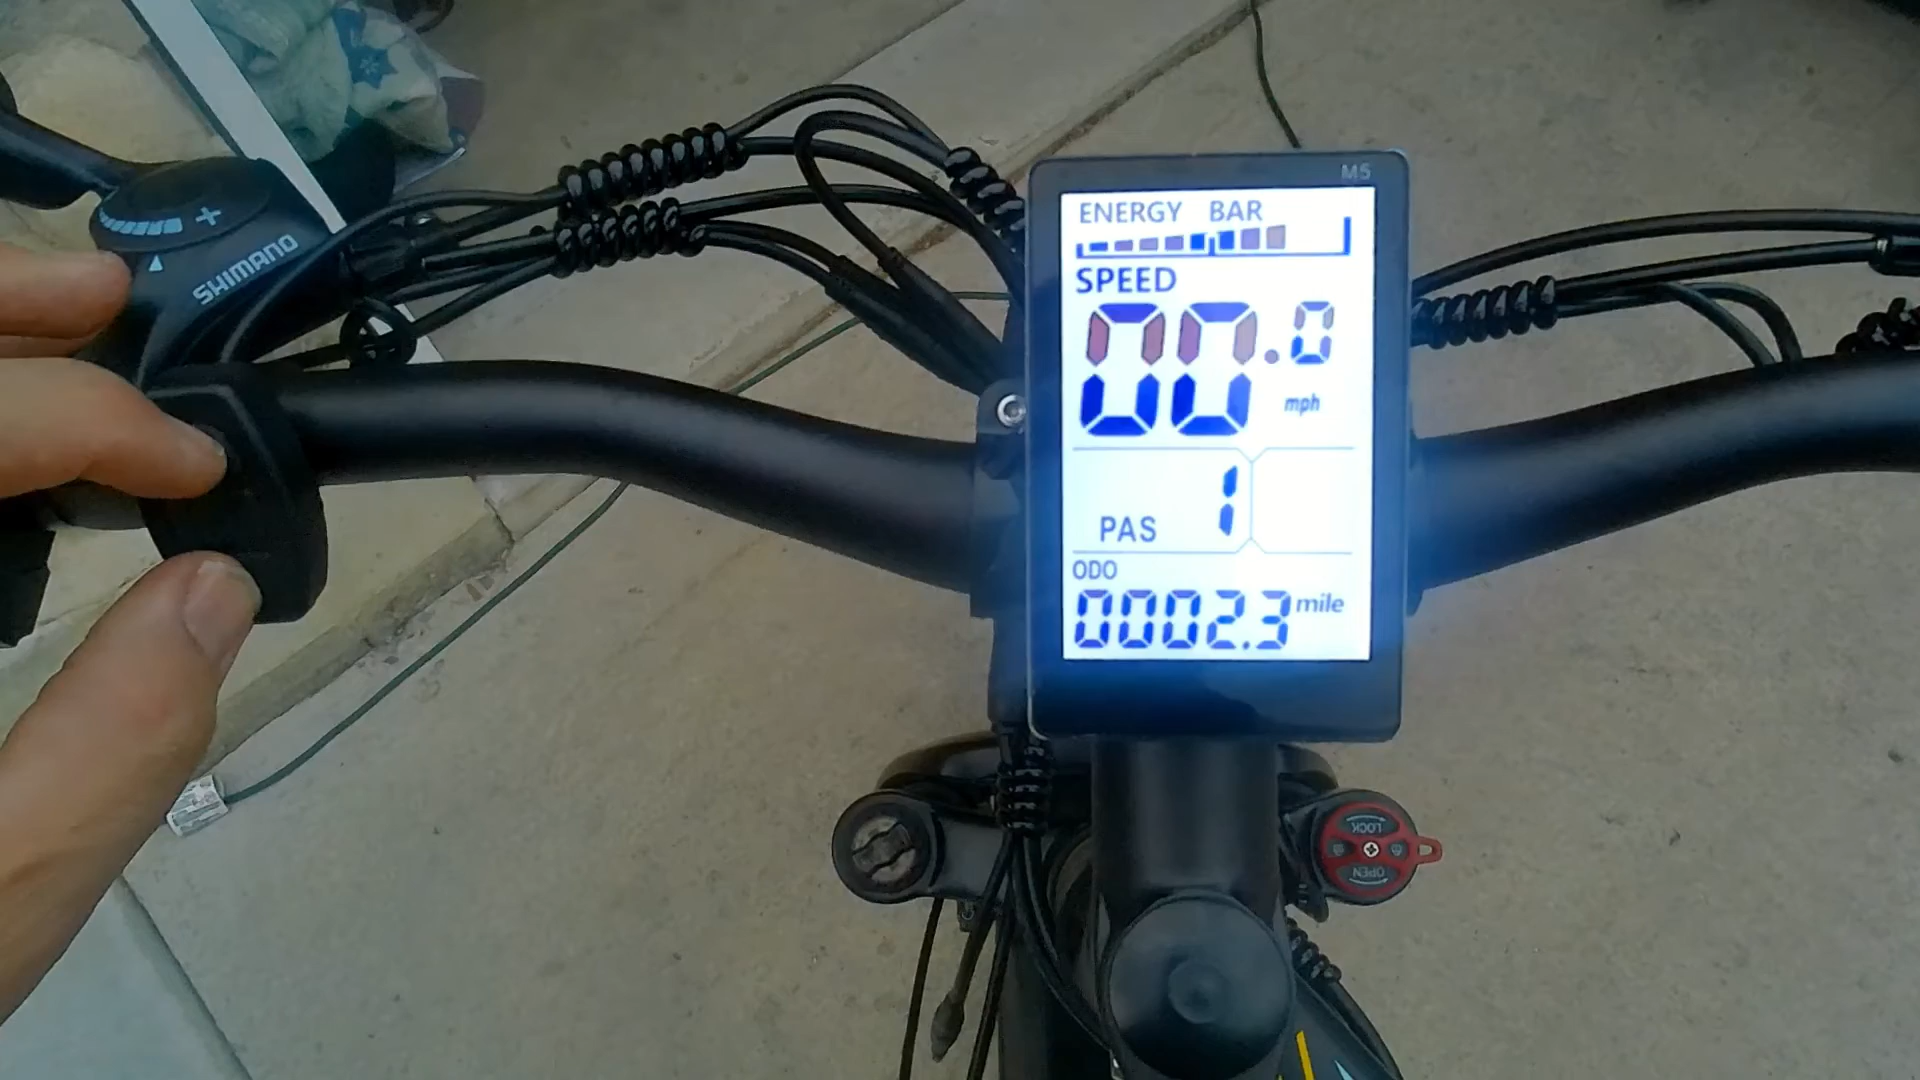 M5
ENERGY BAR
SPEED
00.0
mph
PAS 1
ODO
0002.3 mile
+
SHIMANO
LOCK
OPEN